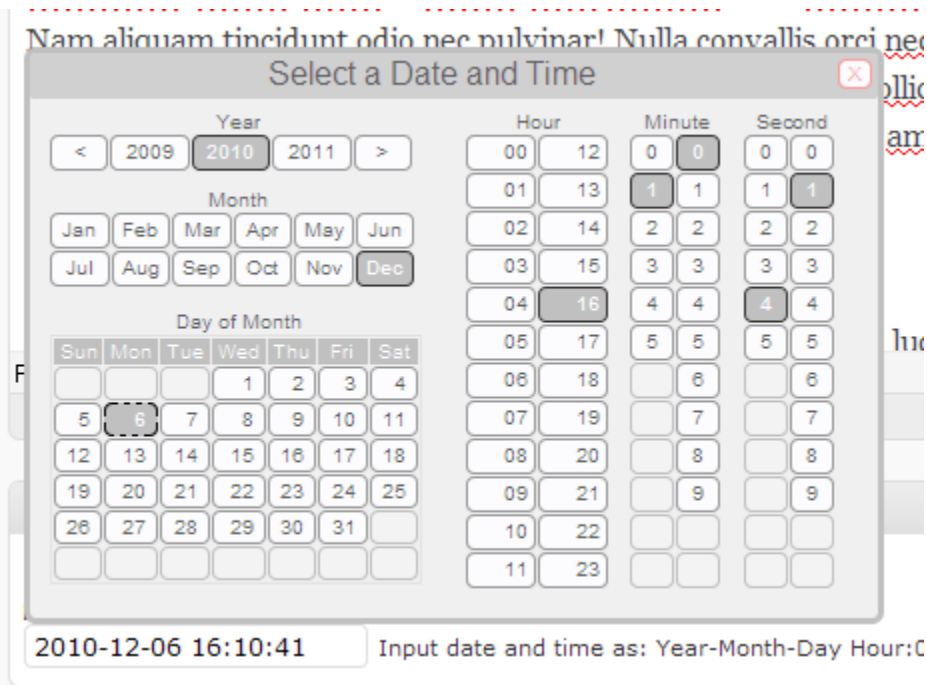 Nam aliquam tincidunt odio nec pulvinar! Nulla convallis orci nec
Select a Date and Time X
ollic
am
Year
< 2009 2010 2011 >
Month
Jan Feb Mar Apr May Jun
Jul Aug Sep Oct Nov Dec
Day of Month
Sun Mon Tue Wed Thu Fri Sat
1 2 3 4
5 6 7 8 9 10 11
12 13 14 15 16 17 18
19 20 21 22 23 24 25
26 27 28 29 30 31
Hour Minute Second
00 12 0 0 0 0
01 13 1 1 1 1
02 14 2 2 2 2
03 15 3 3 3 3
04 16 4 4 4 4
05 17 5 5 5 5
06 18 6 6
07 19 7 7
08 20 8 8
09 21 9 9
10 22
11 23
luc
F
2010-12-06 16:10:41 Input date and time as: Year-Month-Day Hour: